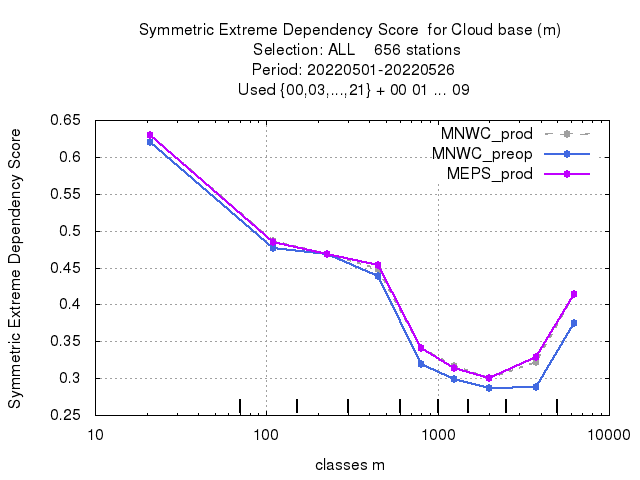 Symmetric Extreme Dependency Score  for Cloud base (m)
Selection: ALL    656 stations
Period: 20220501-20220526
Used {00,03,...,21} + 00 01 ... 09
MNWC_prod
MNWC_preop
MEPS_prod
Symmetric Extreme Dependency Score
0.65
0.6
0.55
0.5
0.45
0.4
0.35
0.3
0.25
10 100 1000 10000
classes m